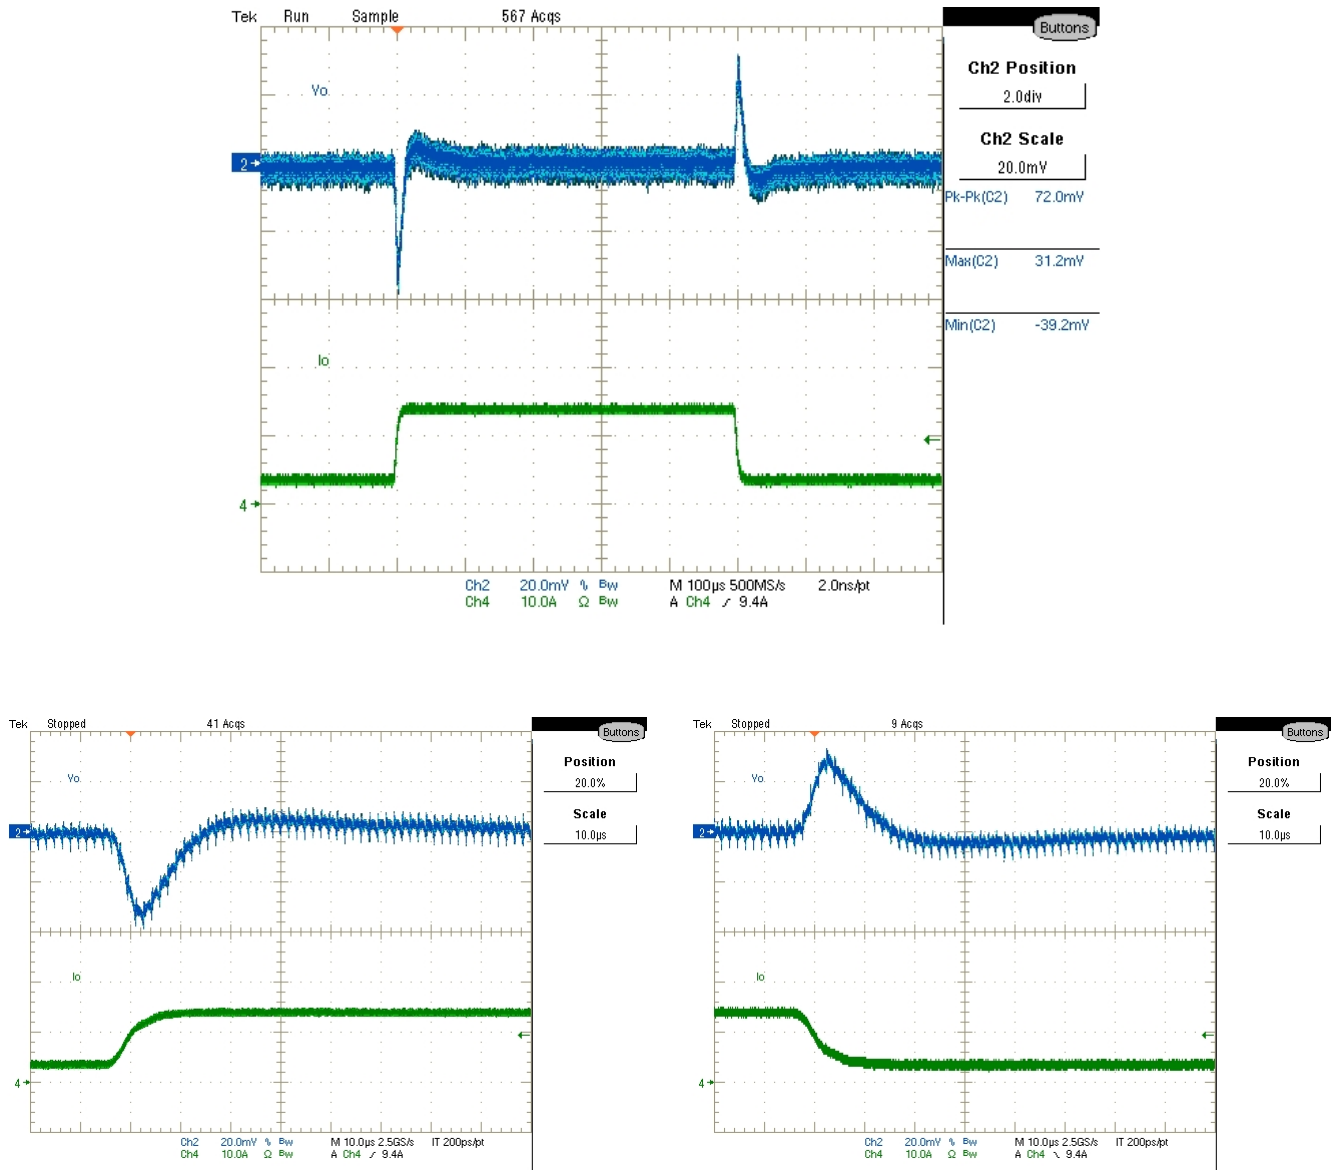 Tek Run Sample 567 Acqs
Buttons
Ch2 Position
2.0div
Ch2 Scale
20.0mV
Pk-Pk(C2) 72.0mV
Max(C2) 31.2mV
Min(C2) -39.2mV
Vo
2
Io
4
Ch2 20.0mV % Bw M 100µs 500MS/s 2.0ns/pt
Ch4 10.0A Ω Bw A Ch4 ∕ 9.4A
Tek Stopped 41 Acqs
Buttons
Position
20.0%
Scale
10.0µs
Vo
2
Io
4
Ch2 20.0mV % Bw M 10.0µs 2.5GS/s IT 200ps/pt
Ch4 10.0A Ω Bw A Ch4 \ 9.4A
Tek Stopped 9 Acqs
Buttons
Position
20.0%
Scale
10.0µs
Vo
2
Io
4
Ch2 20.0mV % Bw M 10.0µs 2.5GS/s IT 200ps/pt
Ch4 10.0A Ω Bw A Ch4 \ 9.4A